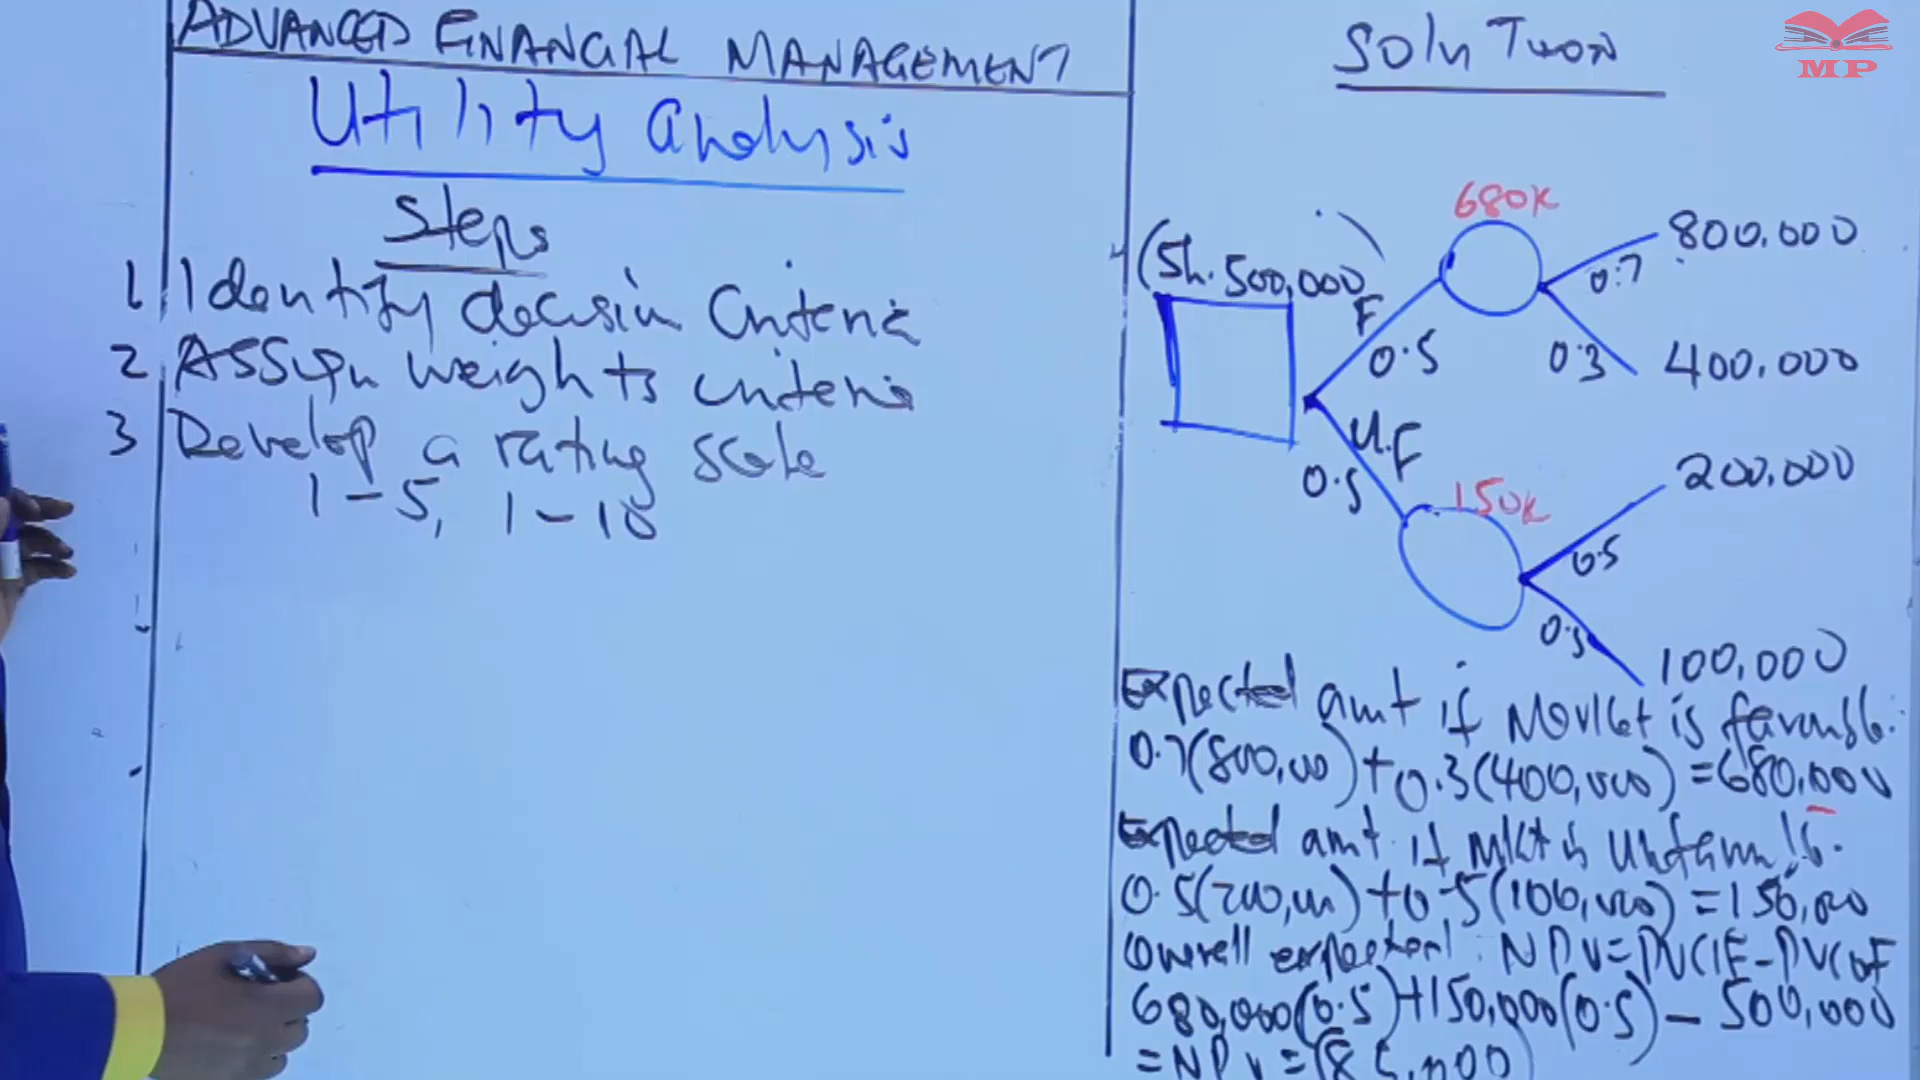 ADVANCED FINANCIAL MANAGEMENT
Utility analysis
Steps
1 Identify decision Criteria
2 Assign weights criteria
3 Develop a rating scale
1 - 5, 1 - 10
Solution
MP
680K
800.000
(Sh. 500,000)
0.7
F
0.5
0.3
400.000
U.F
0.5
150K
200.000
0.5
0.5
100,000
Expected amt if Market is favourable.
0.7(800,000) + 0.3(400,000) = 680,000
Expected amt if mkt is unfavourable.
0.5(200,000) + 0.5(100,000) = 150,000
Overall expected NPV = PVCIF - PVCOF
680,000(0.5) + 150,000(0.5) - 500,000
= NPV = (85,000)